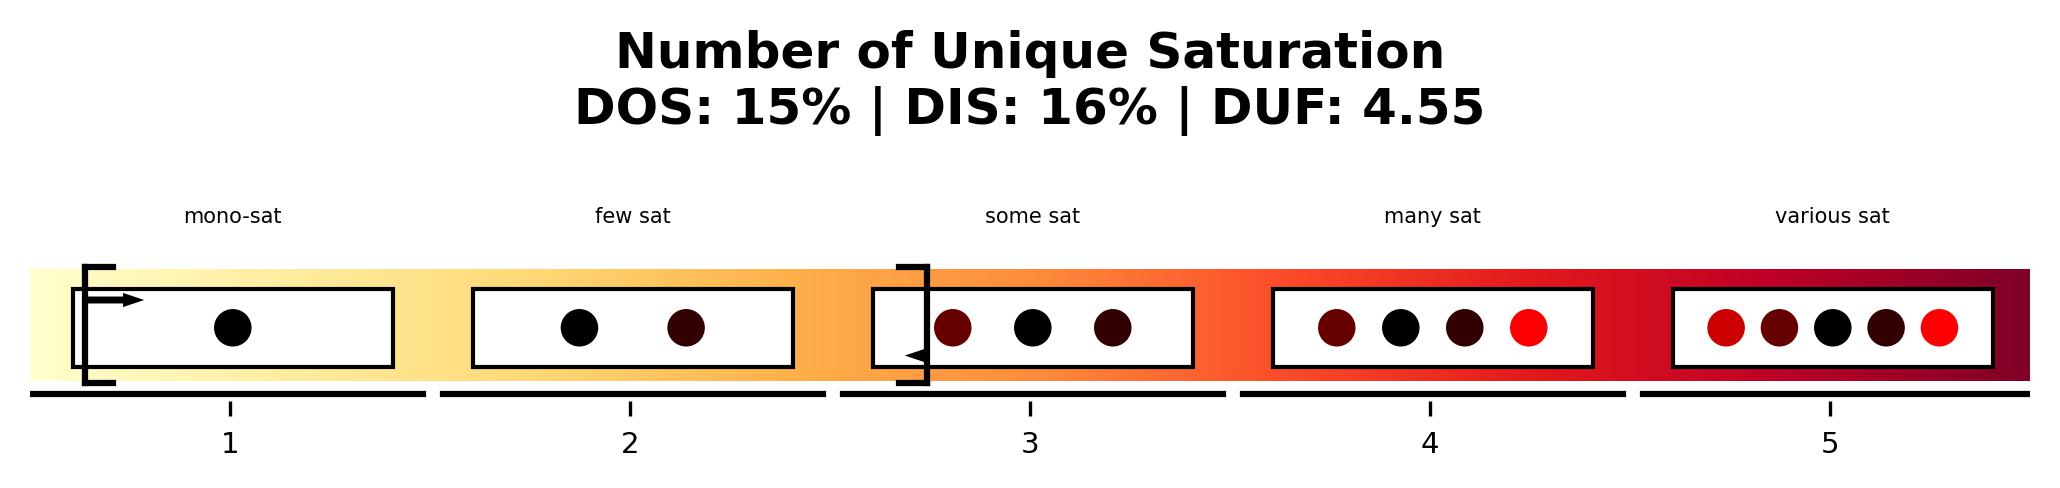 Number of Unique Saturation
DOS: 15% | DIS: 16% | DUF: 4.55
mono-sat few sat some sat many sat various sat
1 2 3 4 5